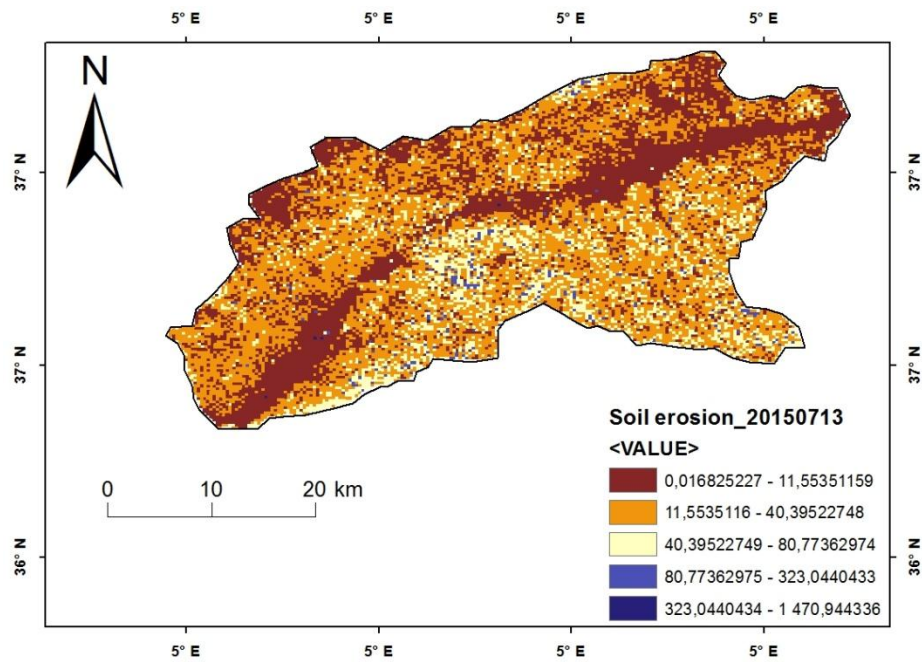 5° E 5° E 5° E 5° E
N
37° N 37° N
37° N 37° N
36° N 36° N
0 10 20 km
Soil erosion_20150713
<VALUE>
0,016825227 - 11,55351159
11,5535116 - 40,39522748
40,39522749 - 80,77362974
80,77362975 - 323,0440433
323,0440434 - 1 470,944336
5° E 5° E 5° E 5° E